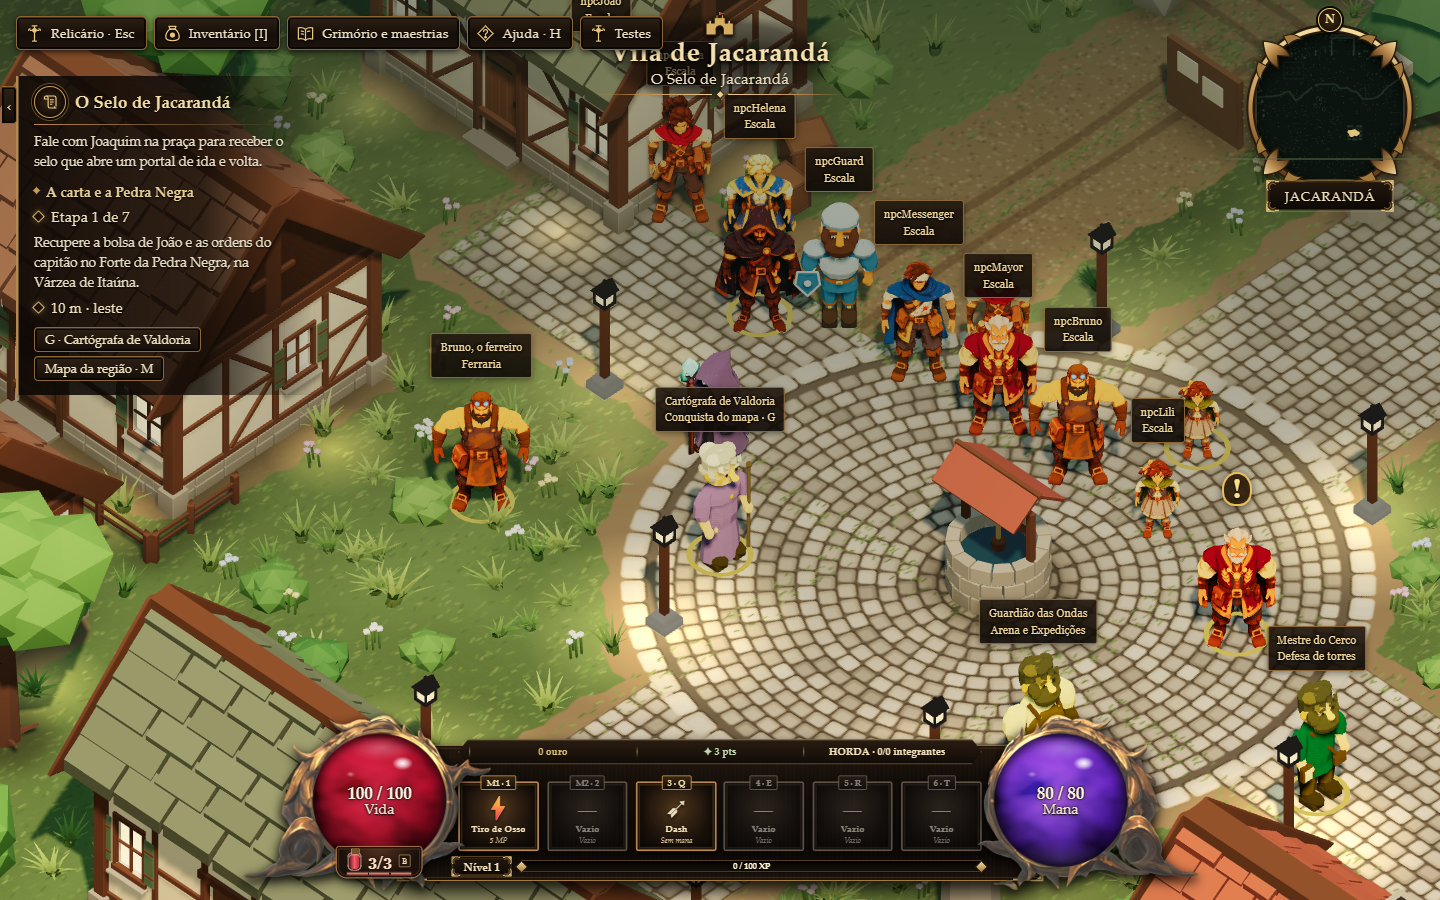 npcJoão
Escala
Relicário · Esc
Inventário [I]
Grimório e maestrias
Ajuda · H
Testes
Vila de Jacarandá
Escala
O Selo de Jacarandá
N
JACARANDÁ
‹
O Selo de Jacarandá
Fale com Joaquim na praça para receber o
selo que abre um portal de ida e volta.
A carta e a Pedra Negra
Etapa 1 de 7
Recupere a bolsa de João e as ordens do
capitão no Forte da Pedra Negra, na
Várzea de Itaúna.
10 m · leste
G · Cartógrafa de Valdoria
Mapa da região · M
npcHelena
Escala
npcGuard
Escala
npcMessenger
Escala
npcMayor
Escala
npcBruno
Escala
Bruno, o ferreiro
Ferraria
Cartógrafa de Valdoria
Conquista do mapa · G
npcLili
Escala
!
Guardião das Ondas
Arena e Expedições
Mestre do Cerco
Defesa de torres
0 ouro
3 pts
HORDA · 0/0 integrantes
100 / 100
Vida
3/3
B
M1 · 1
Tiro de Osso
5 MP
M2 · 2
Vazio
Vazio
3 · Q
Dash
Sem mana
4 · E
Vazio
Vazio
5 · R
Vazio
Vazio
6 · T
Vazio
Vazio
80 / 80
Mana
Nível 1
0 / 100 XP